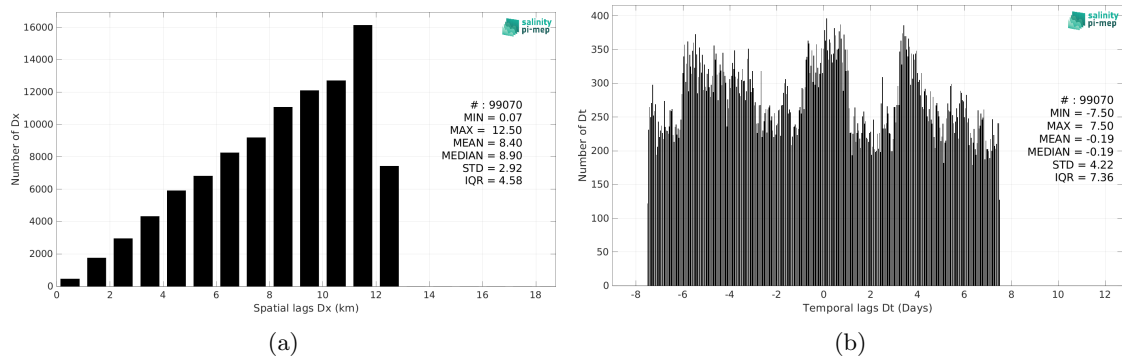 16000
14000
12000
10000
8000
6000
4000
2000
0
Number of Dx
0 2 4 6 8 10 12 14 16 18
Spatial lags Dx (km)
salinity
pi-mep
# : 99070
MIN = 0.07
MAX = 12.50
MEAN = 8.40
MEDIAN = 8.90
STD = 2.92
IQR = 4.58
(a)
400
350
300
250
200
150
100
50
0
Number of Dt
-8 -6 -4 -2 0 2 4 6 8 10 12
Temporal lags Dt (Days)
salinity
pi-mep
# : 99070
MIN = -7.50
MAX = 7.50
MEAN = -0.19
MEDIAN = -0.19
STD = 4.22
IQR = 7.36
(b)